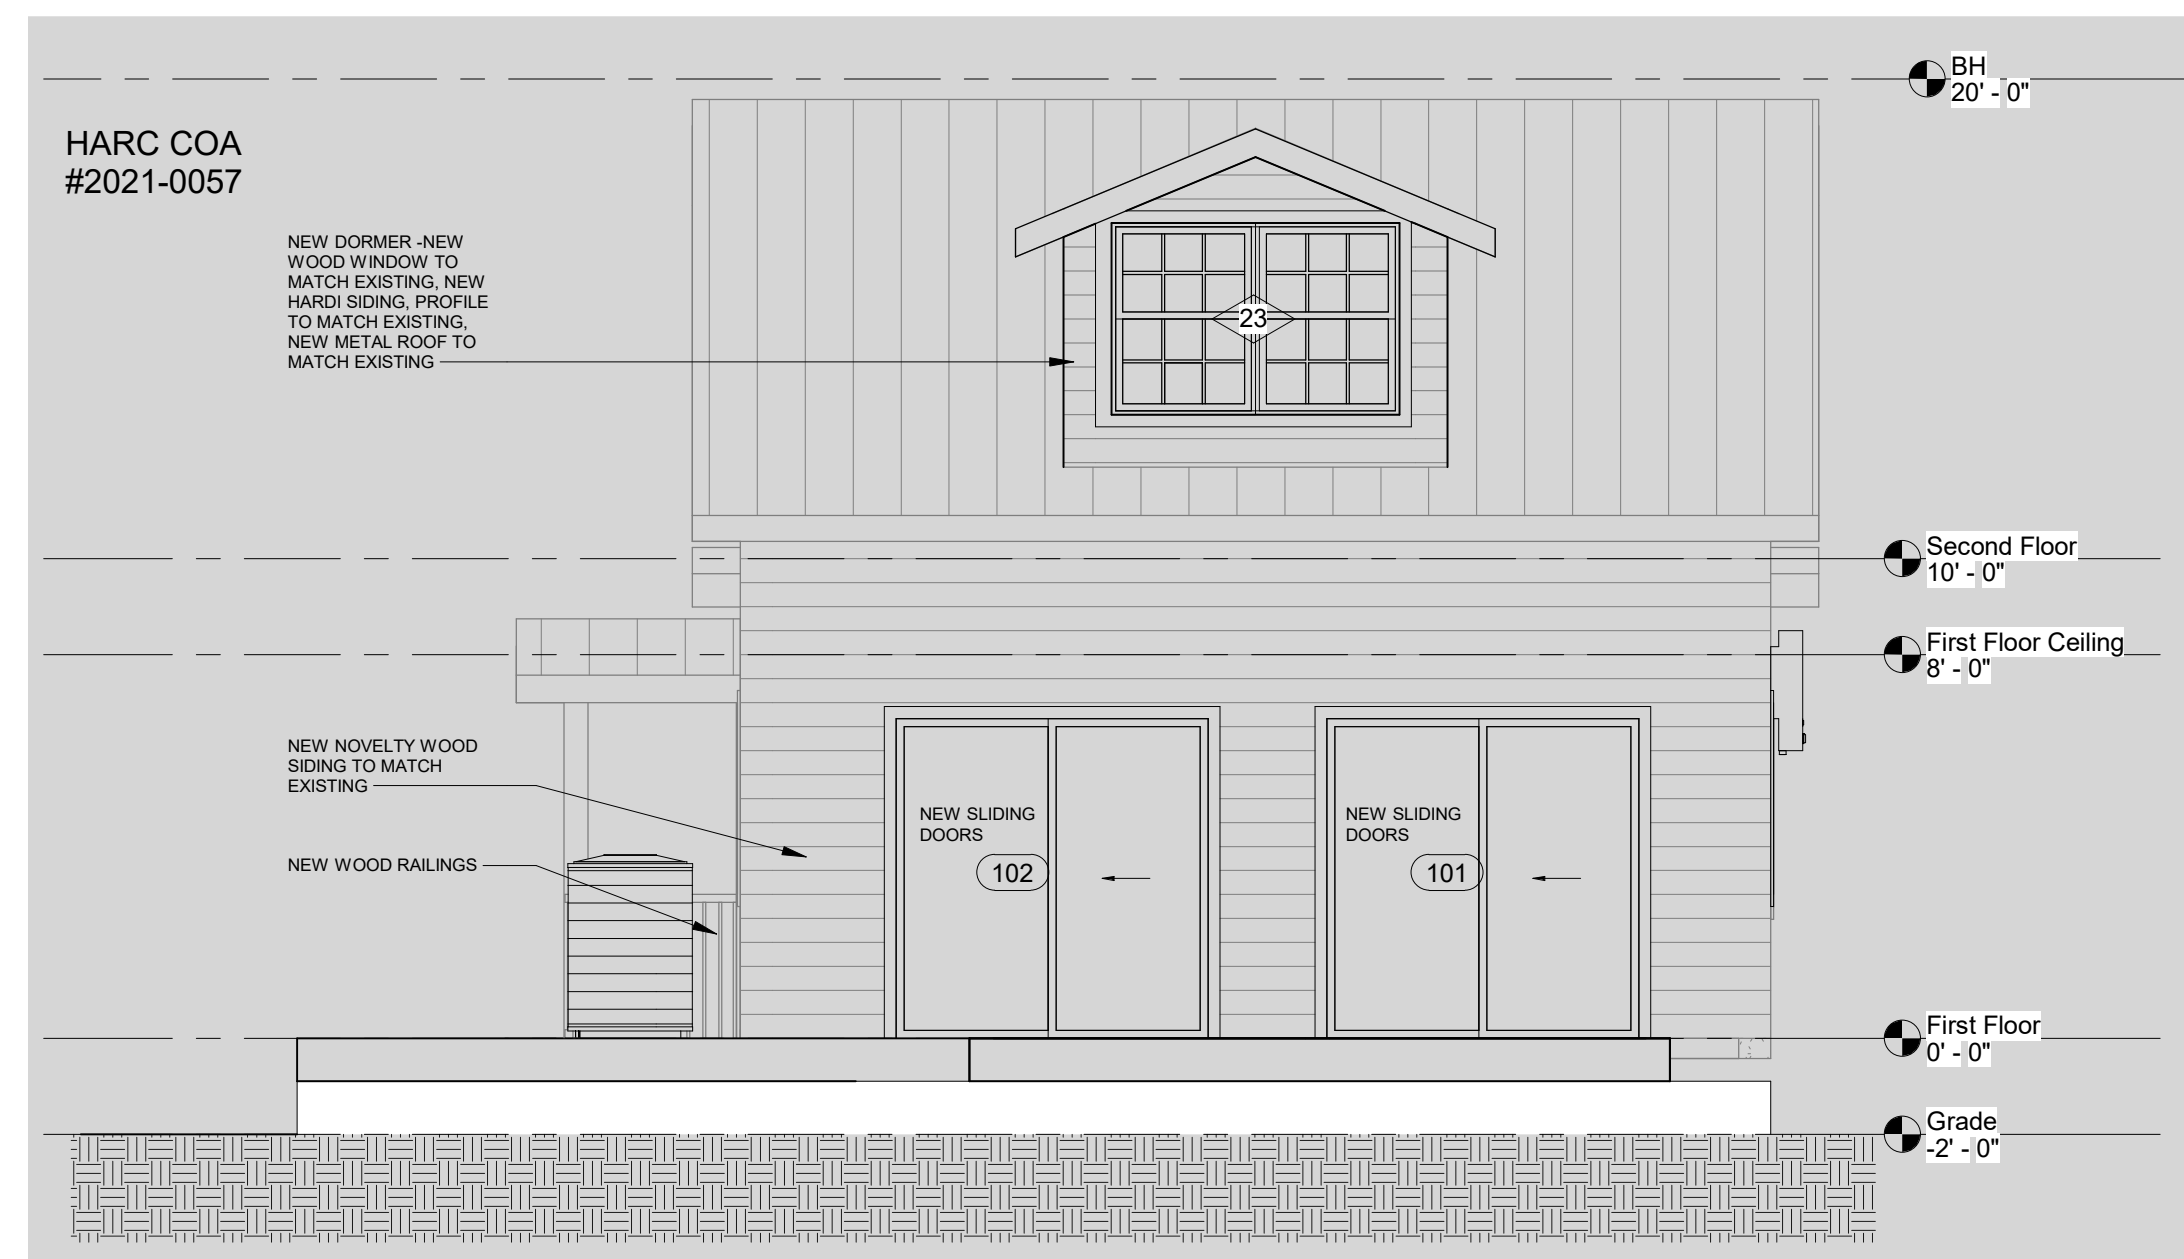 BH
20' - 0"
HARC COA
#2021-0057
NEW DORMER -NEW
WOOD WINDOW TO
MATCH EXISTING, NEW
HARDI SIDING, PROFILE
TO MATCH EXISTING,
NEW METAL ROOF TO
MATCH EXISTING
23
Second Floor
10' - 0"
First Floor Ceiling
8' - 0"
NEW NOVELTY WOOD
SIDING TO MATCH
EXISTING
NEW WOOD RAILINGS
NEW SLIDING
DOORS
102
NEW SLIDING
DOORS
101
First Floor
0' - 0"
Grade
-2' - 0"